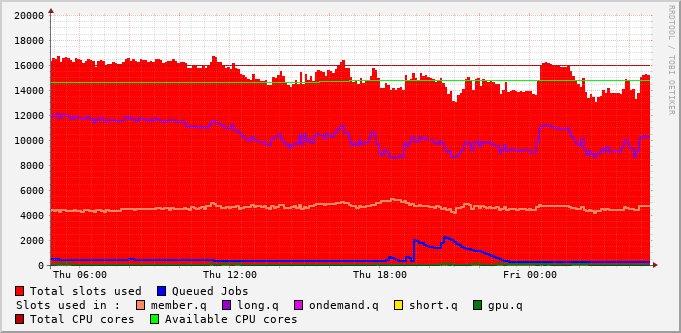 20000
18000
16000
14000
12000
10000
8000
6000
4000
2000
0
Thu 06:00 Thu 12:00 Thu 18:00 Fri 00:00
RRDTOOL / TOBI OETIKER
Total slots used Queued Jobs
Slots used in : member.q long.q ondemand.q short.q gpu.q
Total CPU cores Available CPU cores